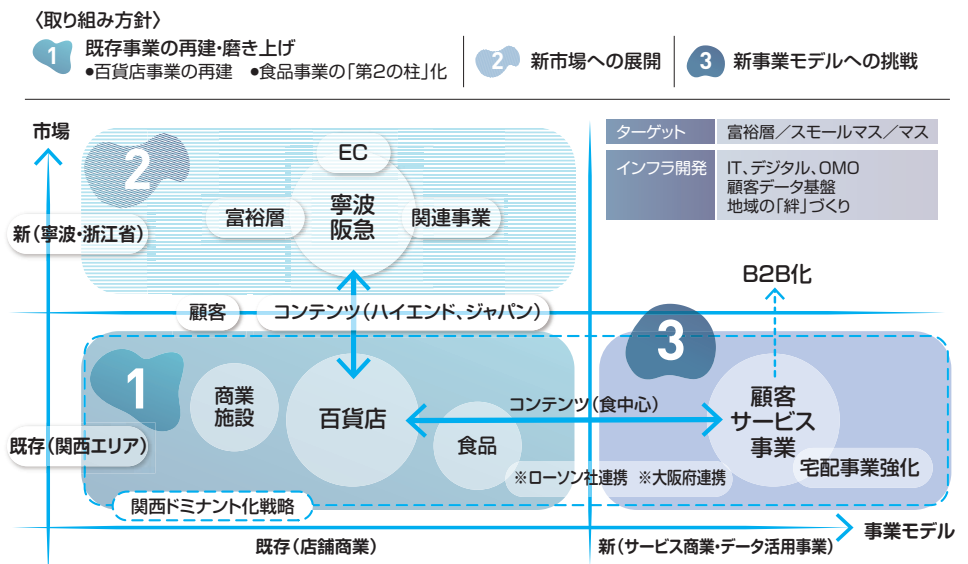 〈取り組み方針〉
1 既存事業の再建・磨き上げ
●百貨店事業の再建 ●食品事業の「第2の柱」化
2 新市場への展開
3 新事業モデルへの挑戦
市場
2
EC
富裕層
寧波
阪急
関連事業
新(寧波・浙江省)
ターゲット 富裕層／スモールマス／マス
インフラ開発 IT、デジタル、OMO
顧客データ基盤
地域の「絆」づくり
B2B化
顧客
コンテンツ(ハイエンド、ジャパン)
1
商業
施設
百貨店
食品
コンテンツ(食中心)
3
顧客
サービス
事業
宅配事業強化
既存(関西エリア)
※ローソン社連携 ※大阪府連携
関西ドミナント化戦略
事業モデル
既存(店舗商業)
新(サービス商業・データ活用事業)